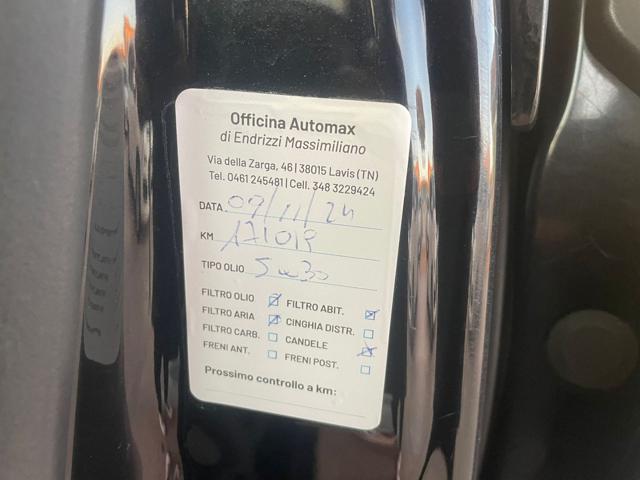 Officina Automax
di Endrizzi Massimiliano
Via della Zarga, 46 | 38015 Lavis (TN)
Tel. 0461 245481 | Cell. 348 3229424
DATA 07/11/24
KM 171019
TIPO OLIO 5w30
FILTRO OLIO FILTRO ABIT.
FILTRO ARIA CINGHIA DISTR.
FILTRO CARB. CANDELE
FRENI ANT. FRENI POST.
Prossimo controllo a km: